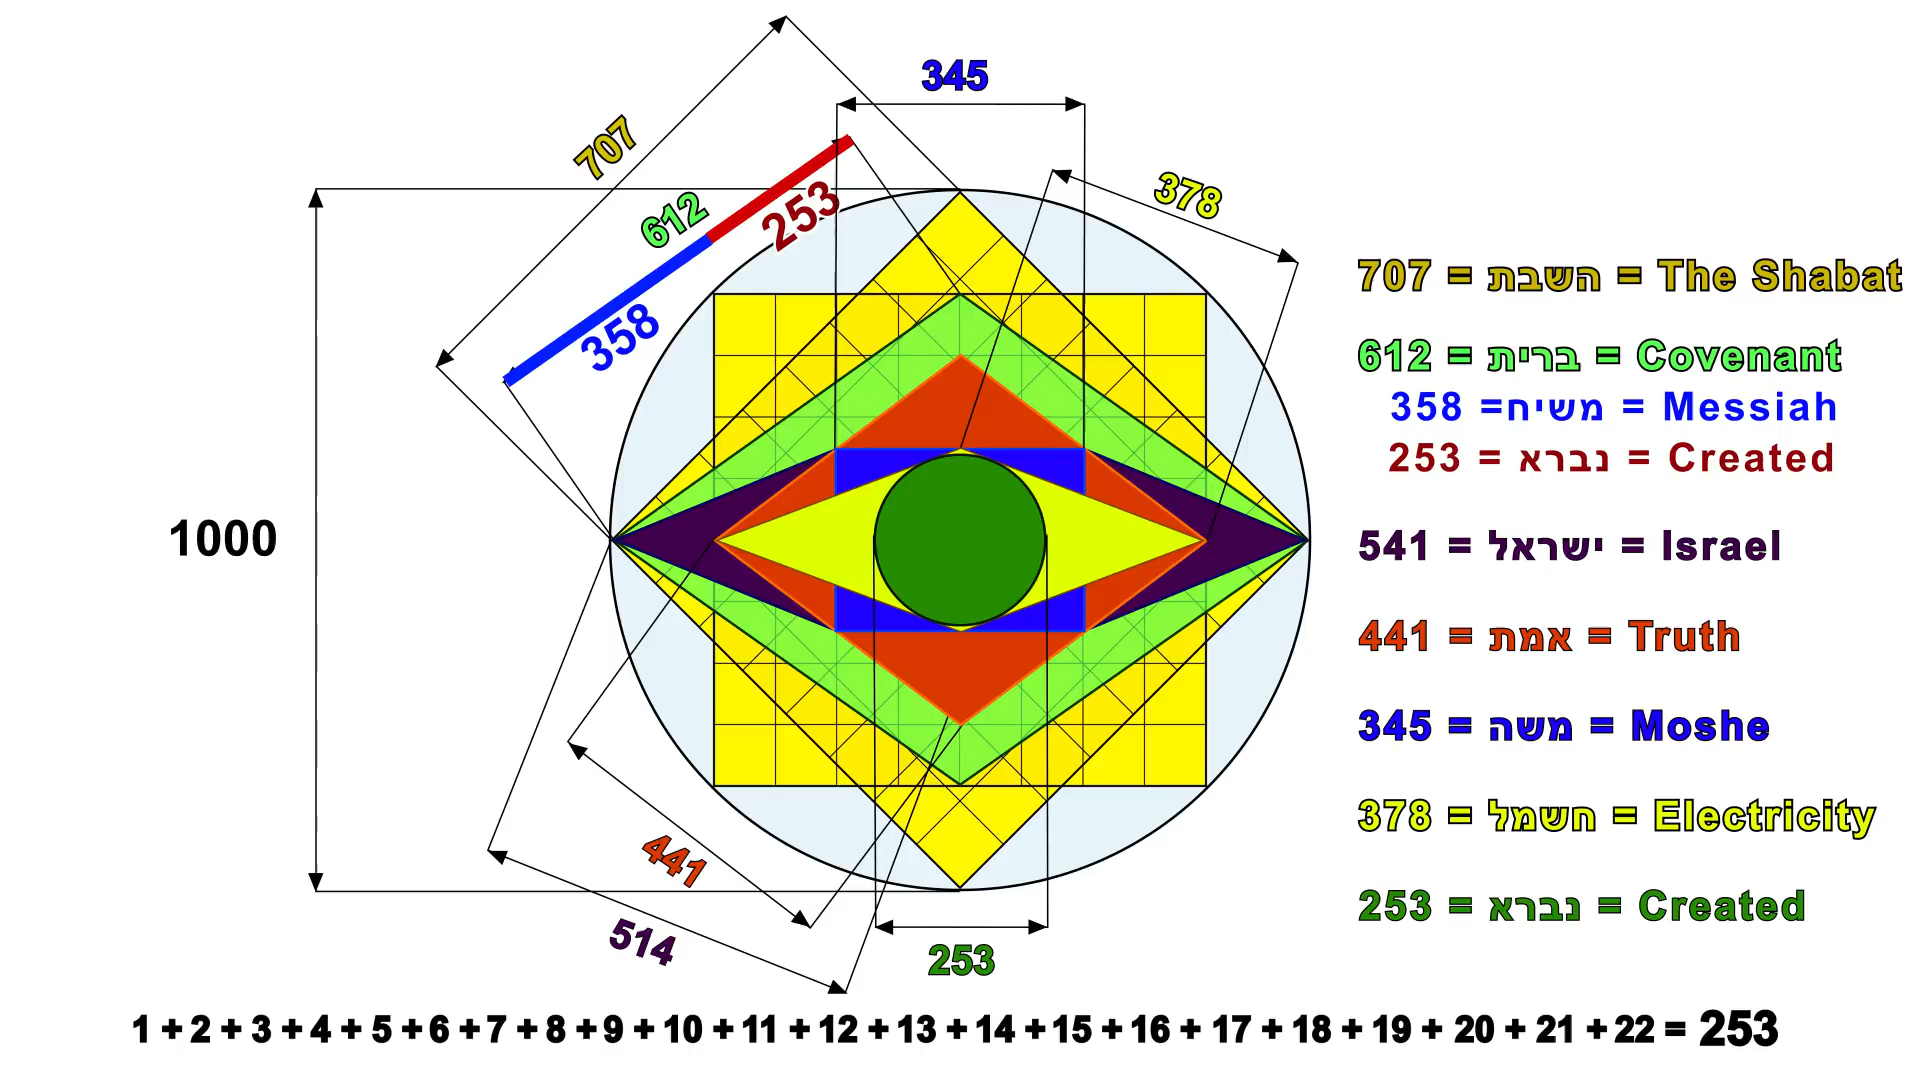 345
707
378
612
253
358
707 = השבת = The Shabat
612 = ברית = Covenant
358 =משיח = Messiah
253 = נברא = Created
1000
541 = ישראל = Israel
441 = אמת = Truth
345 = משה = Moshe
378 = חשמל = Electricity
441
253 = נברא = Created
514
253
1 + 2 + 3 + 4 + 5 + 6 + 7 + 8 + 9 + 10 + 11 + 12 + 13 + 14 + 15 + 16 + 17 + 18 + 19 + 20 + 21 + 22 = 253